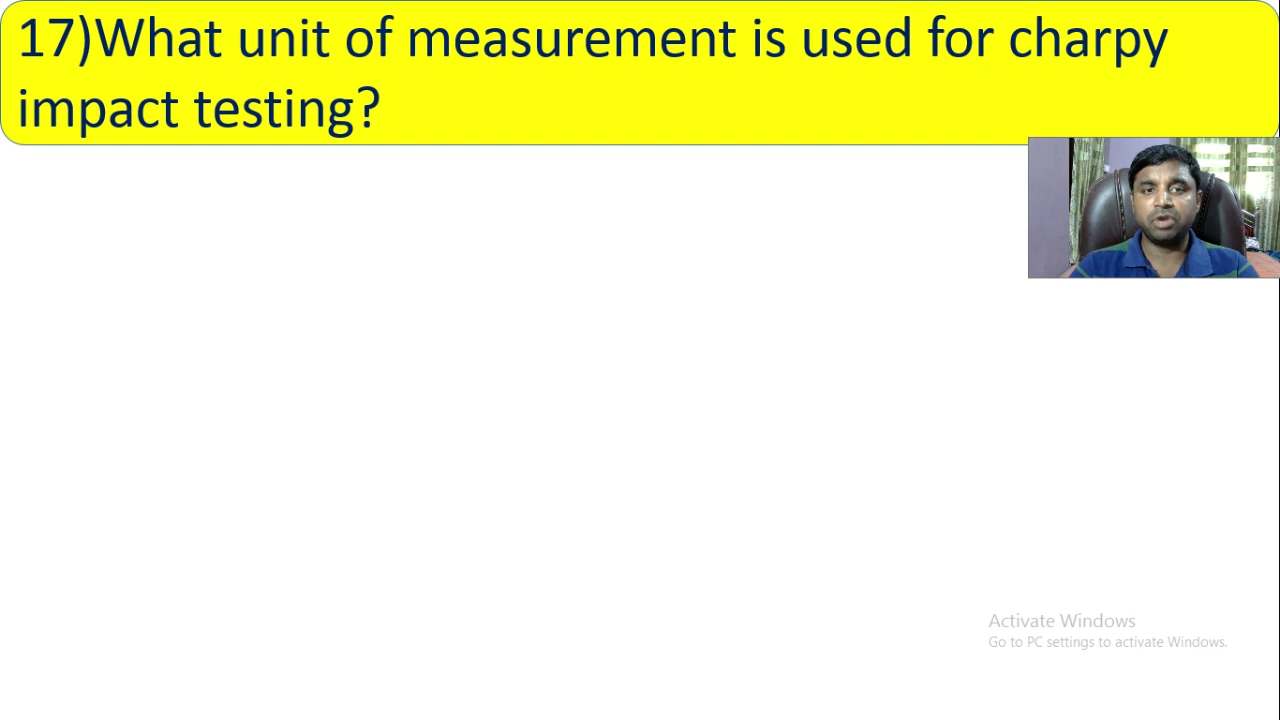 17)What unit of measurement is used for charpy
impact testing?
Activate Windows
Go to PC settings to activate Windows.